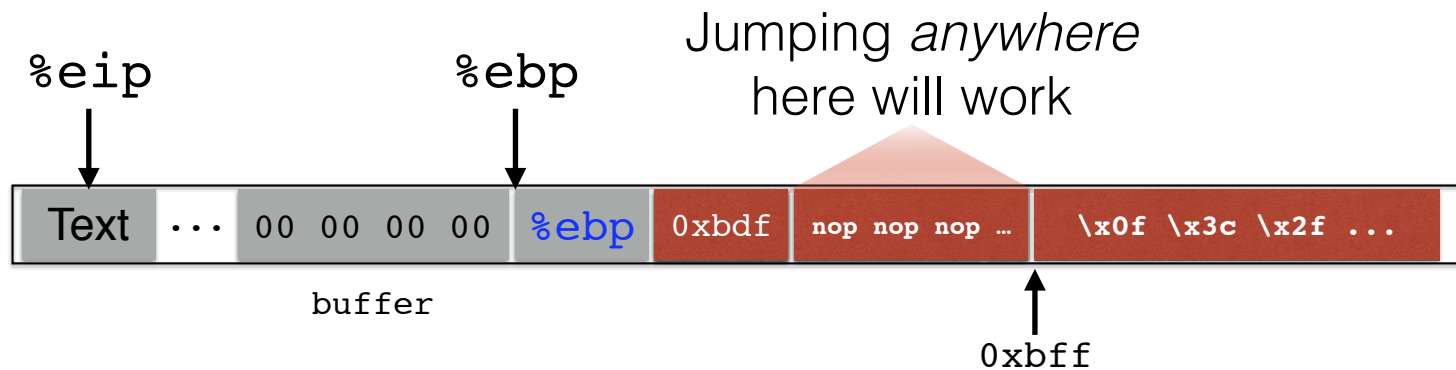 Jumping anywhere
here will work
%eip
%ebp
Text ... 00 00 00 00 %ebp 0xbdf nop nop nop … \x0f \x3c \x2f ...
buffer
0xbff